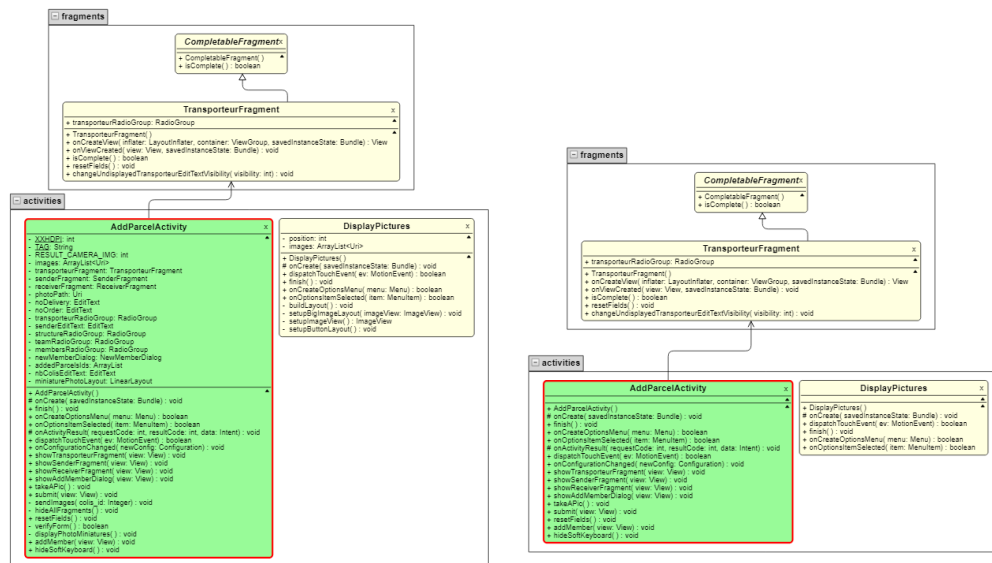 fragments
CompletableFragment x
+ CompletableFragment( )
+ isComplete( ) : boolean
TransporteurFragment x
+ transporteurRadioGroup: RadioGroup
+ TransporteurFragment( )
+ onCreateView( inflater: LayoutInflater, container: ViewGroup, savedInstanceState: Bundle) : View
+ onViewCreated( view: View, savedInstanceState: Bundle) : void
+ isComplete( ) : boolean
+ resetFields( ) : void
+ changeUndisplayedTransporteurEditTextVisibility( visibility: int) : void
activities
AddParcelActivity x
- XXHDPI: int
- TAG: String
- RESULT_CAMERA_IMG: int
- images: ArrayList<Uri>
- transporteurFragment: TransporteurFragment
- senderFragment: SenderFragment
- receiverFragment: ReceiverFragment
- photoPath: Uri
- noDelivery: EditText
- noOrder: EditText
- transporteurRadioGroup: RadioGroup
- senderEditText: EditText
- structureRadioGroup: RadioGroup
- teamRadioGroup: RadioGroup
- membersRadioGroup: RadioGroup
- newMemberDialog: NewMemberDialog
- addedParcelsIds: ArrayList
- nbColisEditText: EditText
- miniaturePhotoLayout: LinearLayout
+ AddParcelActivity( )
# onCreate( savedInstanceState: Bundle) : void
+ finish( ) : void
+ onCreateOptionsMenu( menu: Menu) : boolean
+ onOptionsItemSelected( item: MenuItem) : boolean
# onActivityResult( requestCode: int, resultCode: int, data: Intent) : void
+ dispatchTouchEvent( ev: MotionEvent) : boolean
+ onConfigurationChanged( newConfig: Configuration) : void
+ showTransporteurFragment( view: View) : void
+ showSenderFragment( view: View) : void
+ showReceiverFragment( view: View) : void
+ showAddMemberDialog( view: View) : void
+ takeAPic( ) : void
+ submit( view: View) : void
- sendImages( colis_id: Integer) : void
- hideAllFragments( ) : void
+ resetFields( ) : void
- verifyForm( ) : boolean
- displayPhotoMiniatures( ) : void
+ addMember( view: View) : void
+ hideSoftKeyboard( ) : void
DisplayPictures x
- position: int
- images: ArrayList<Uri>
+ DisplayPictures( )
# onCreate( savedInstanceState: Bundle) : void
+ dispatchTouchEvent( ev: MotionEvent) : boolean
+ finish( ) : void
+ onCreateOptionsMenu( menu: Menu) : boolean
+ onOptionsItemSelected( item: MenuItem) : boolean
- buildLayout( ) : void
- setupBigImageLayout( imageView: ImageView) : void
- setupImageView( ) : ImageView
- setupButtonLayout( ) : void
fragments
CompletableFragment x
+ CompletableFragment( )
+ isComplete( ) : boolean
TransporteurFragment x
+ transporteurRadioGroup: RadioGroup
+ TransporteurFragment( )
+ onCreateView( inflater: LayoutInflater, container: ViewGroup, savedInstanceState: Bundle) : View
+ onViewCreated( view: View, savedInstanceState: Bundle) : void
+ isComplete( ) : boolean
+ resetFields( ) : void
+ changeUndisplayedTransporteurEditTextVisibility( visibility: int) : void
activities
AddParcelActivity x
+ AddParcelActivity( )
# onCreate( savedInstanceState: Bundle) : void
+ finish( ) : void
+ onCreateOptionsMenu( menu: Menu) : boolean
+ onOptionsItemSelected( item: MenuItem) : boolean
# onActivityResult( requestCode: int, resultCode: int, data: Intent) : void
+ dispatchTouchEvent( ev: MotionEvent) : boolean
+ onConfigurationChanged( newConfig: Configuration) : void
+ showTransporteurFragment( view: View) : void
+ showSenderFragment( view: View) : void
+ showReceiverFragment( view: View) : void
+ showAddMemberDialog( view: View) : void
+ takeAPic( ) : void
+ submit( view: View) : void
+ resetFields( ) : void
+ addMember( view: View) : void
+ hideSoftKeyboard( ) : void
DisplayPictures x
+ DisplayPictures( )
# onCreate( savedInstanceState: Bundle) : void
+ dispatchTouchEvent( ev: MotionEvent) : boolean
+ finish( ) : void
+ onCreateOptionsMenu( menu: Menu) : boolean
+ onOptionsItemSelected( item: MenuItem) : boolean